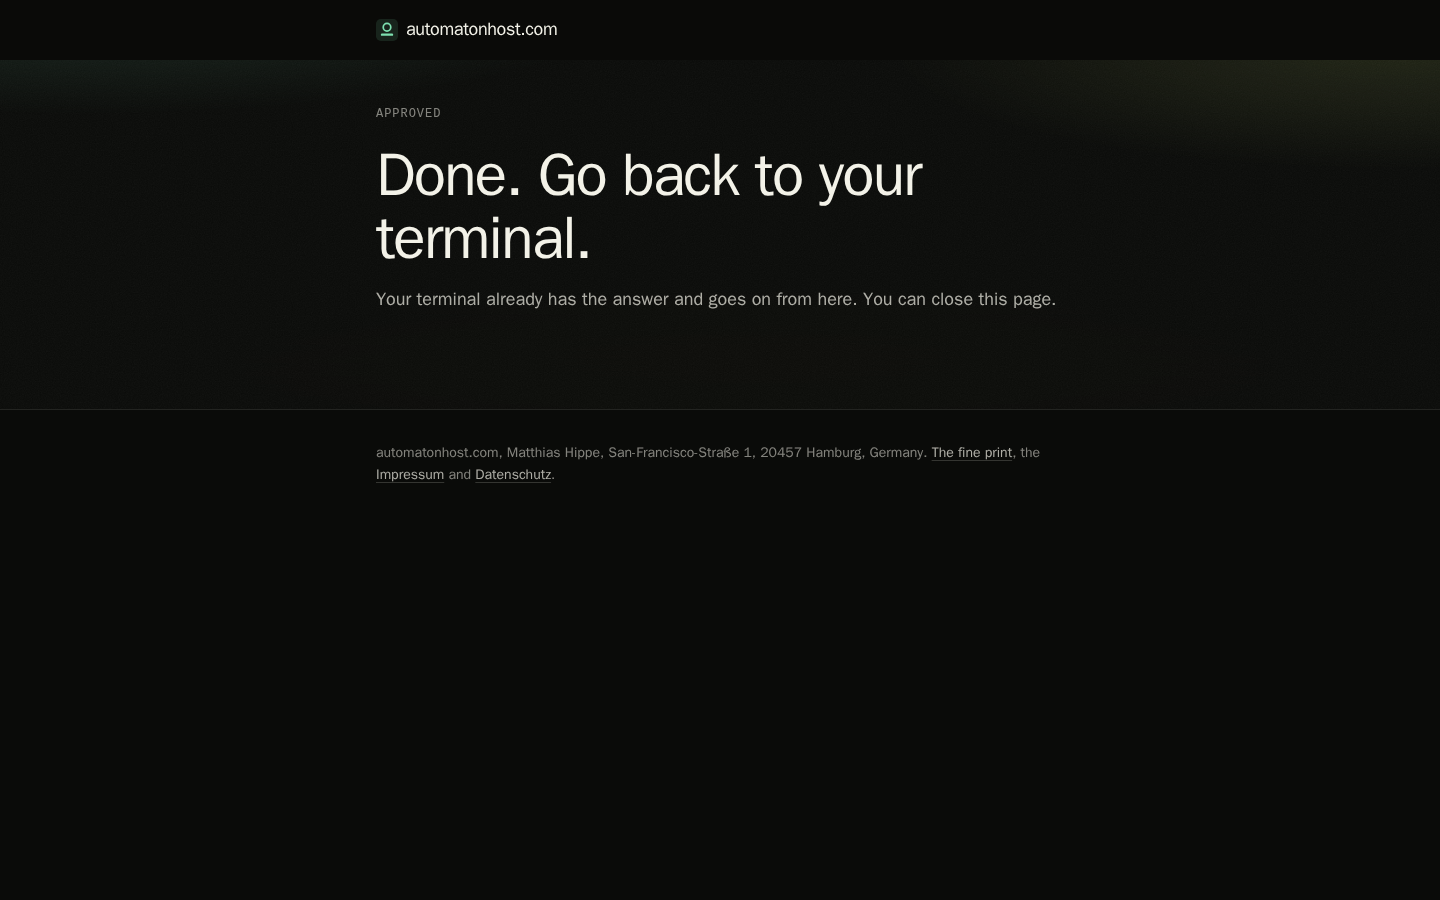 automatonhost.com
APPROVED
Done. Go back to your
terminal.
Your terminal already has the answer and goes on from here. You can close this page.
automatonhost.com, Matthias Hippe, San-Francisco-Straße 1, 20457 Hamburg, Germany. The fine print, the
Impressum and Datenschutz.